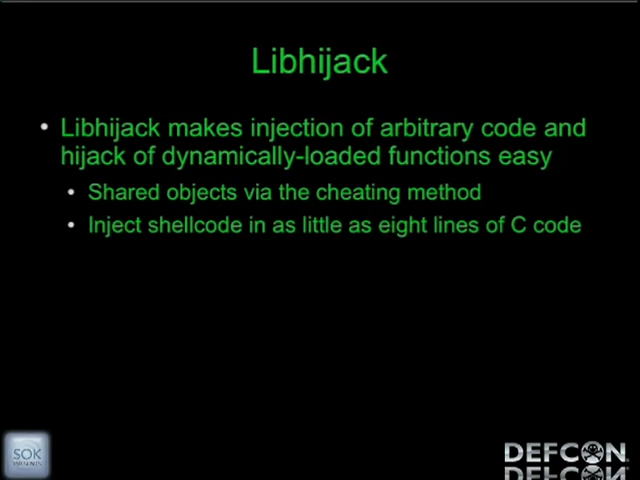 Libhijack
• Libhijack makes injection of arbitrary code and
hijack of dynamically-loaded functions easy
• Shared objects via the cheating method
• Inject shellcode in as little as eight lines of C code
SOK
DEFCON